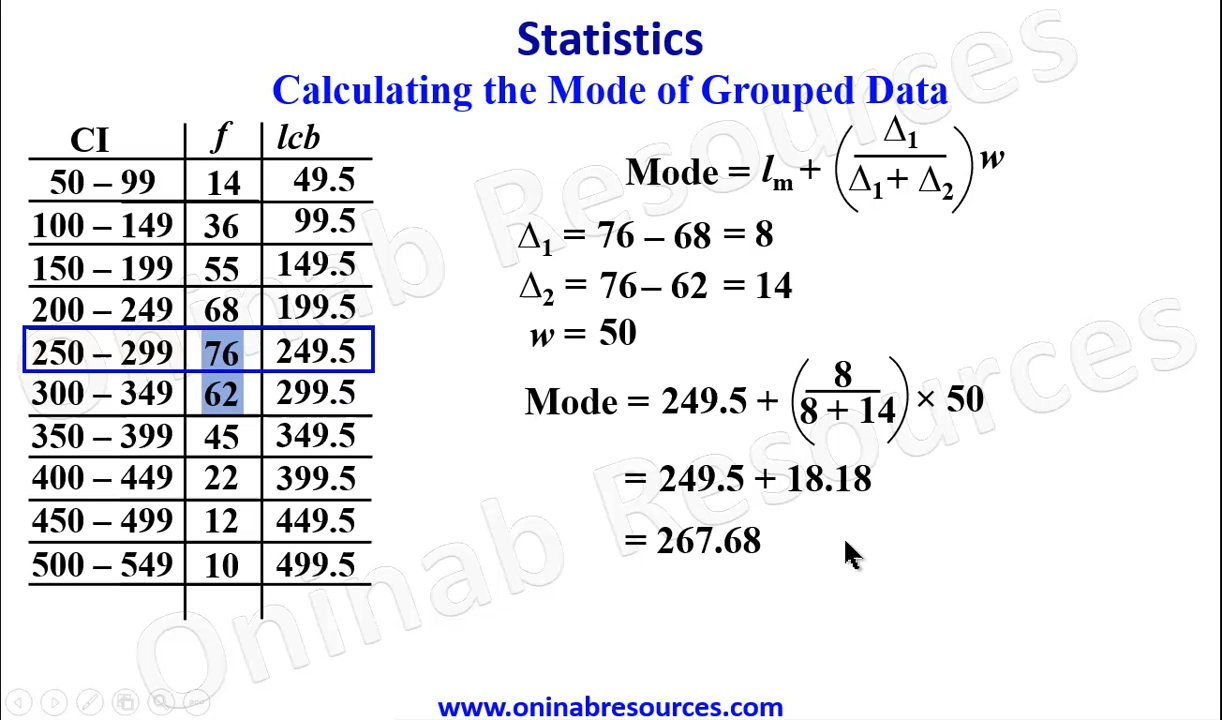 Statistics
Calculating the Mode of Grouped Data
CI f lcb
50 – 99 14 49.5
100 – 149 36 99.5
150 – 199 55 149.5
200 – 249 68 199.5
250 – 299 76 249.5
300 – 349 62 299.5
350 – 399 45 349.5
400 – 449 22 399.5
450 – 499 12 449.5
500 – 549 10 499.5
Mode = lₘ + (Δ₁ / (Δ₁ + Δ₂)) w
Δ₁ = 76 – 68 = 8
Δ₂ = 76 – 62 = 14
w = 50
Mode = 249.5 + (8 / (8 + 14)) × 50
= 249.5 + 18.18
= 267.68
Oninab Resources
Oninab Resources
www.oninabresources.com